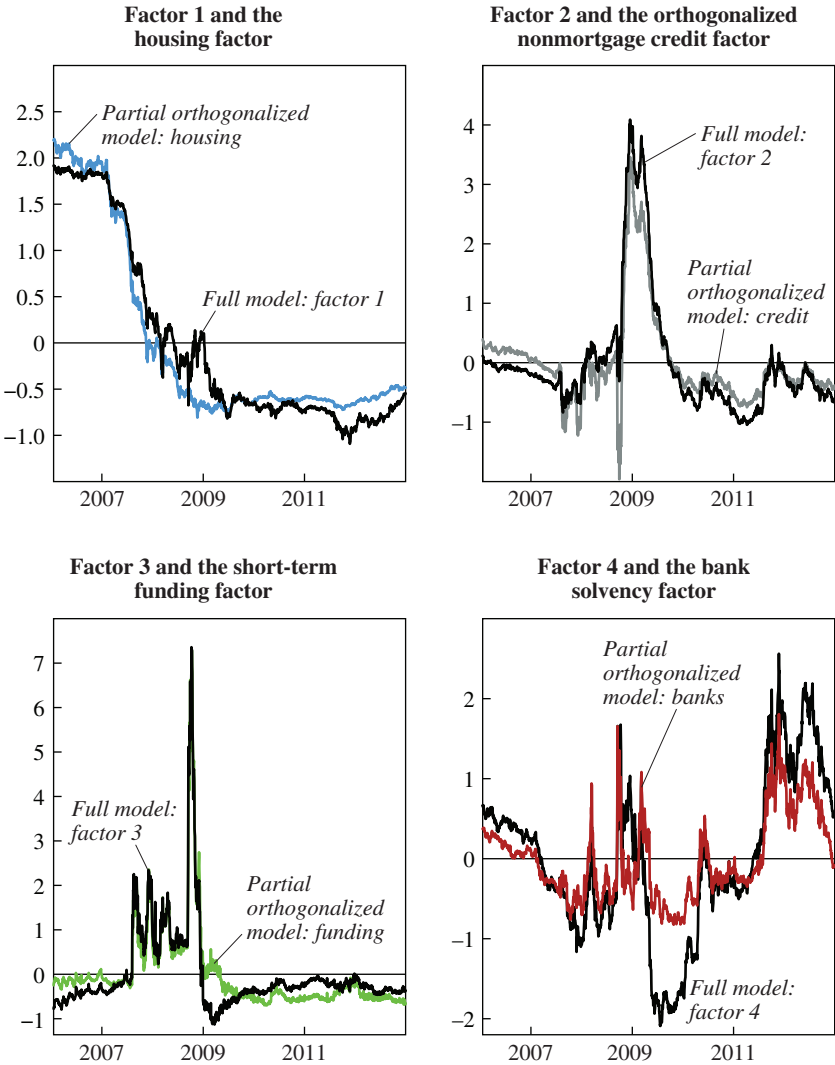 Factor 1 and the
housing factor
2.5
2.0
1.5
1.0
0.5
0
−0.5
−1.0
Partial orthogonalized
model: housing
Full model: factor 1
2007 2009 2011
Factor 2 and the orthogonalized
nonmortgage credit factor
4
3
2
1
0
−1
Full model:
factor 2
Partial
orthogonalized
model: credit
2007 2009 2011
Factor 3 and the short-term
funding factor
7
6
5
4
3
2
1
0
−1
Full model:
factor 3
Partial
orthogonalized
model: funding
2007 2009 2011
Factor 4 and the bank
solvency factor
2
1
0
−1
−2
Partial
orthogonalized
model: banks
Full model:
factor 4
2007 2009 2011